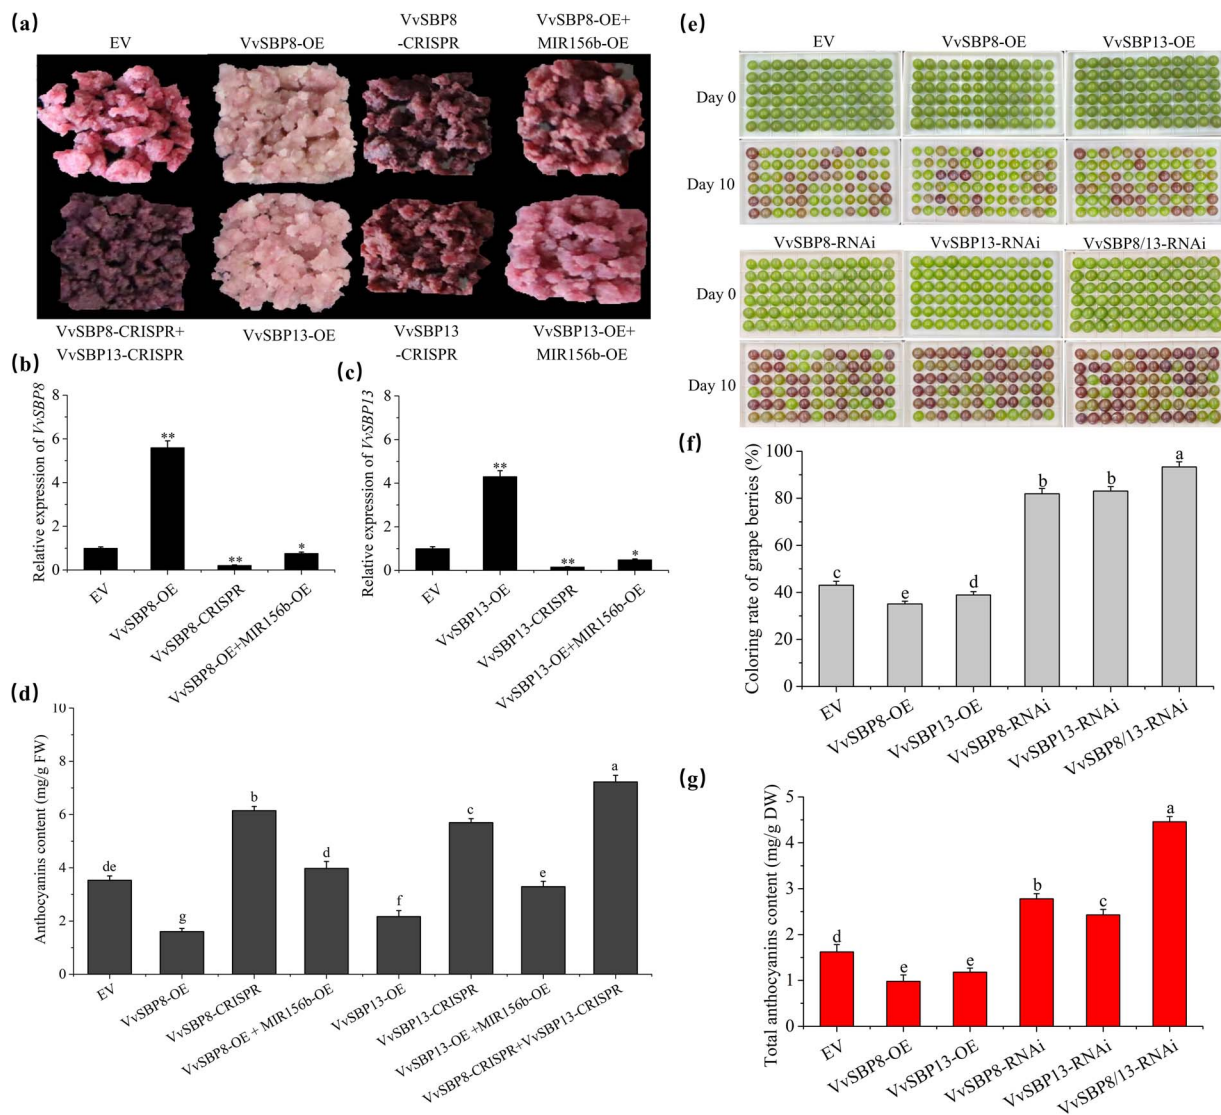 (a)
EV
VvSBP8-OE
VvSBP8
-CRISPR
VvSBP8-OE+
MIR156b-OE
VvSBP8-CRISPR+
VvSBP13-CRISPR
VvSBP13-OE
VvSBP13
-CRISPR
VvSBP13-OE+
MIR156b-OE
(b)
Relative expression of VvSBP8
8
6
4
2
0
**
**
*
EV
VvSBP8-OE
VvSBP8-CRISPR
VvSBP8-OE+MIR156b-OE
(c)
Relative expression of VvSBP13
8
6
4
2
0
**
**
*
EV
VvSBP13-OE
VvSBP13-CRISPR
VvSBP13-OE+MIR156b-OE
(d)
Anthocyanins content (mg/g FW)
10
8
6
4
2
0
de
g
b
d
f
c
e
a
EV
VvSBP8-OE
VvSBP8-CRISPR
VvSBP8-OE + MIR156b-OE
VvSBP13-OE
VvSBP13-CRISPR
VvSBP13-OE +MIR156b-OE
VvSBP8-CRISPR+VvSBP13-CRISPR
(e)
EV
VvSBP8-OE
VvSBP13-OE
Day 0
Day 10
VvSBP8-RNAi
VvSBP13-RNAi
VvSBP8/13-RNAi
Day 0
Day 10
(f)
Coloring rate of grape berries (%)
100
80
60
40
20
0
c
e
d
b
b
a
EV
VvSBP8-OE
VvSBP13-OE
VvSBP8-RNAi
VvSBP13-RNAi
VvSBP8/13-RNAi
(g)
Total anthocyanins content (mg/g DW)
5
4
3
2
1
0
d
e
e
b
c
a
EV
VvSBP8-OE
VvSBP13-OE
VvSBP8-RNAi
VvSBP13-RNAi
VvSBP8/13-RNAi